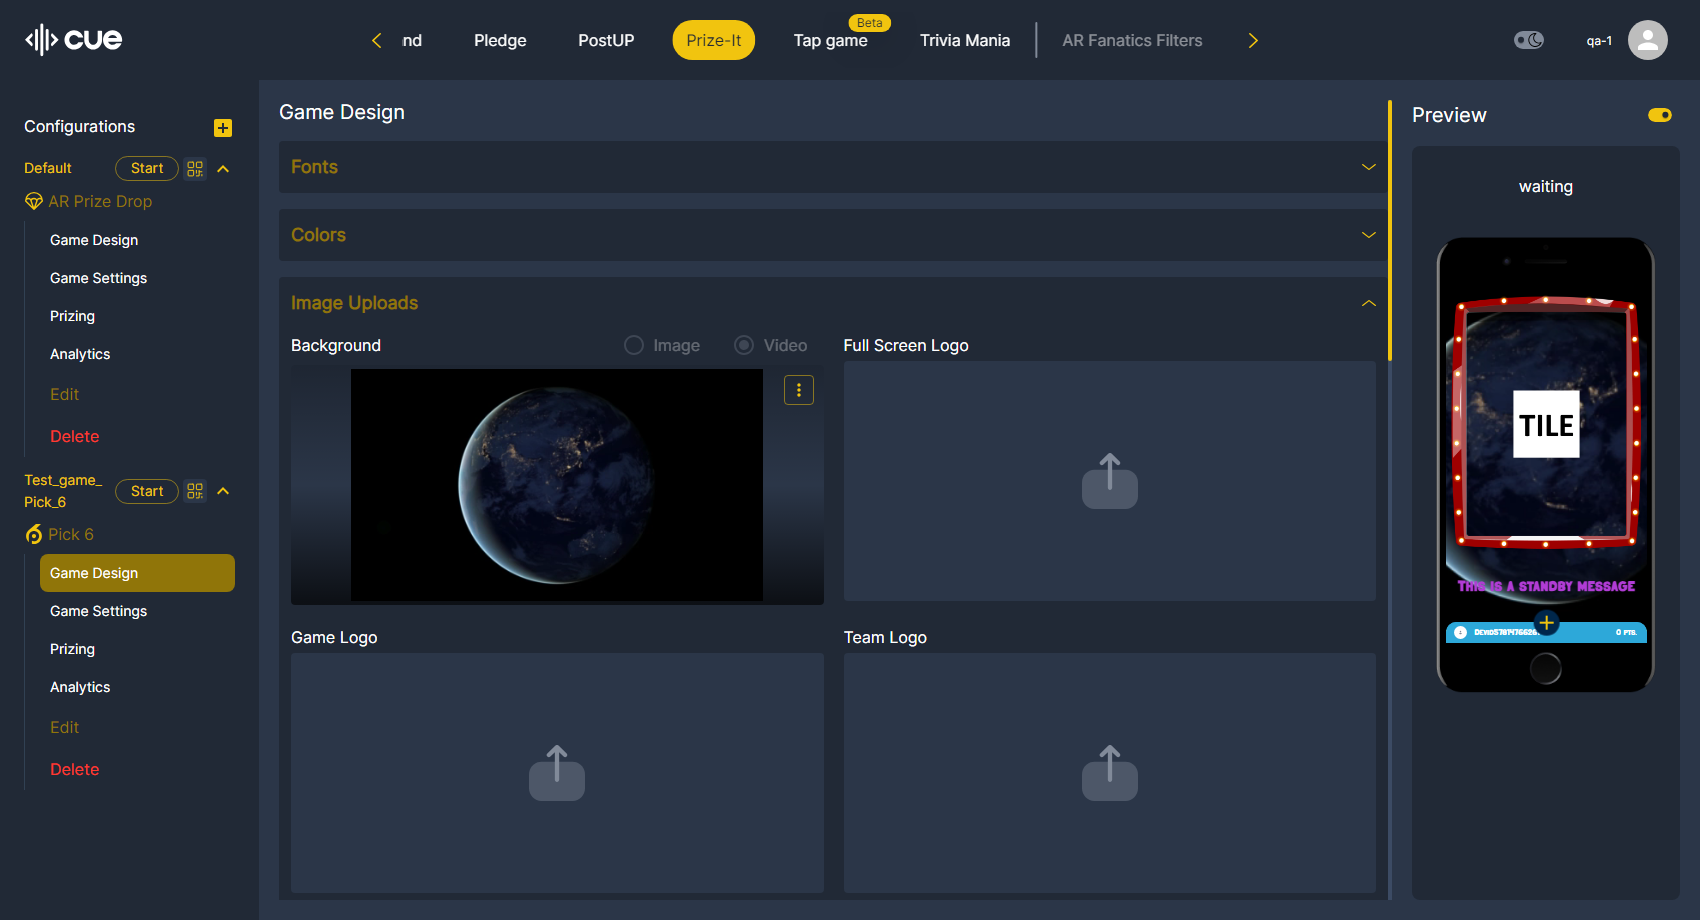 cue
nd
Pledge
PostUP
Prize-It
Beta
Tap game
Trivia Mania
AR Fanatics Filters
qa-1
Configurations
Default
Start
AR Prize Drop
Game Design
Game Settings
Prizing
Analytics
Edit
Delete
Test_game_
Pick_6
Start
Pick 6
Game Design
Game Settings
Prizing
Analytics
Edit
Delete
Game Design
Fonts
Colors
Image Uploads
Background
Image
Video
Full Screen Logo
Game Logo
Team Logo
Preview
waiting
TILE
THIS IS A STANDBY MESSAGE
0 PTS.